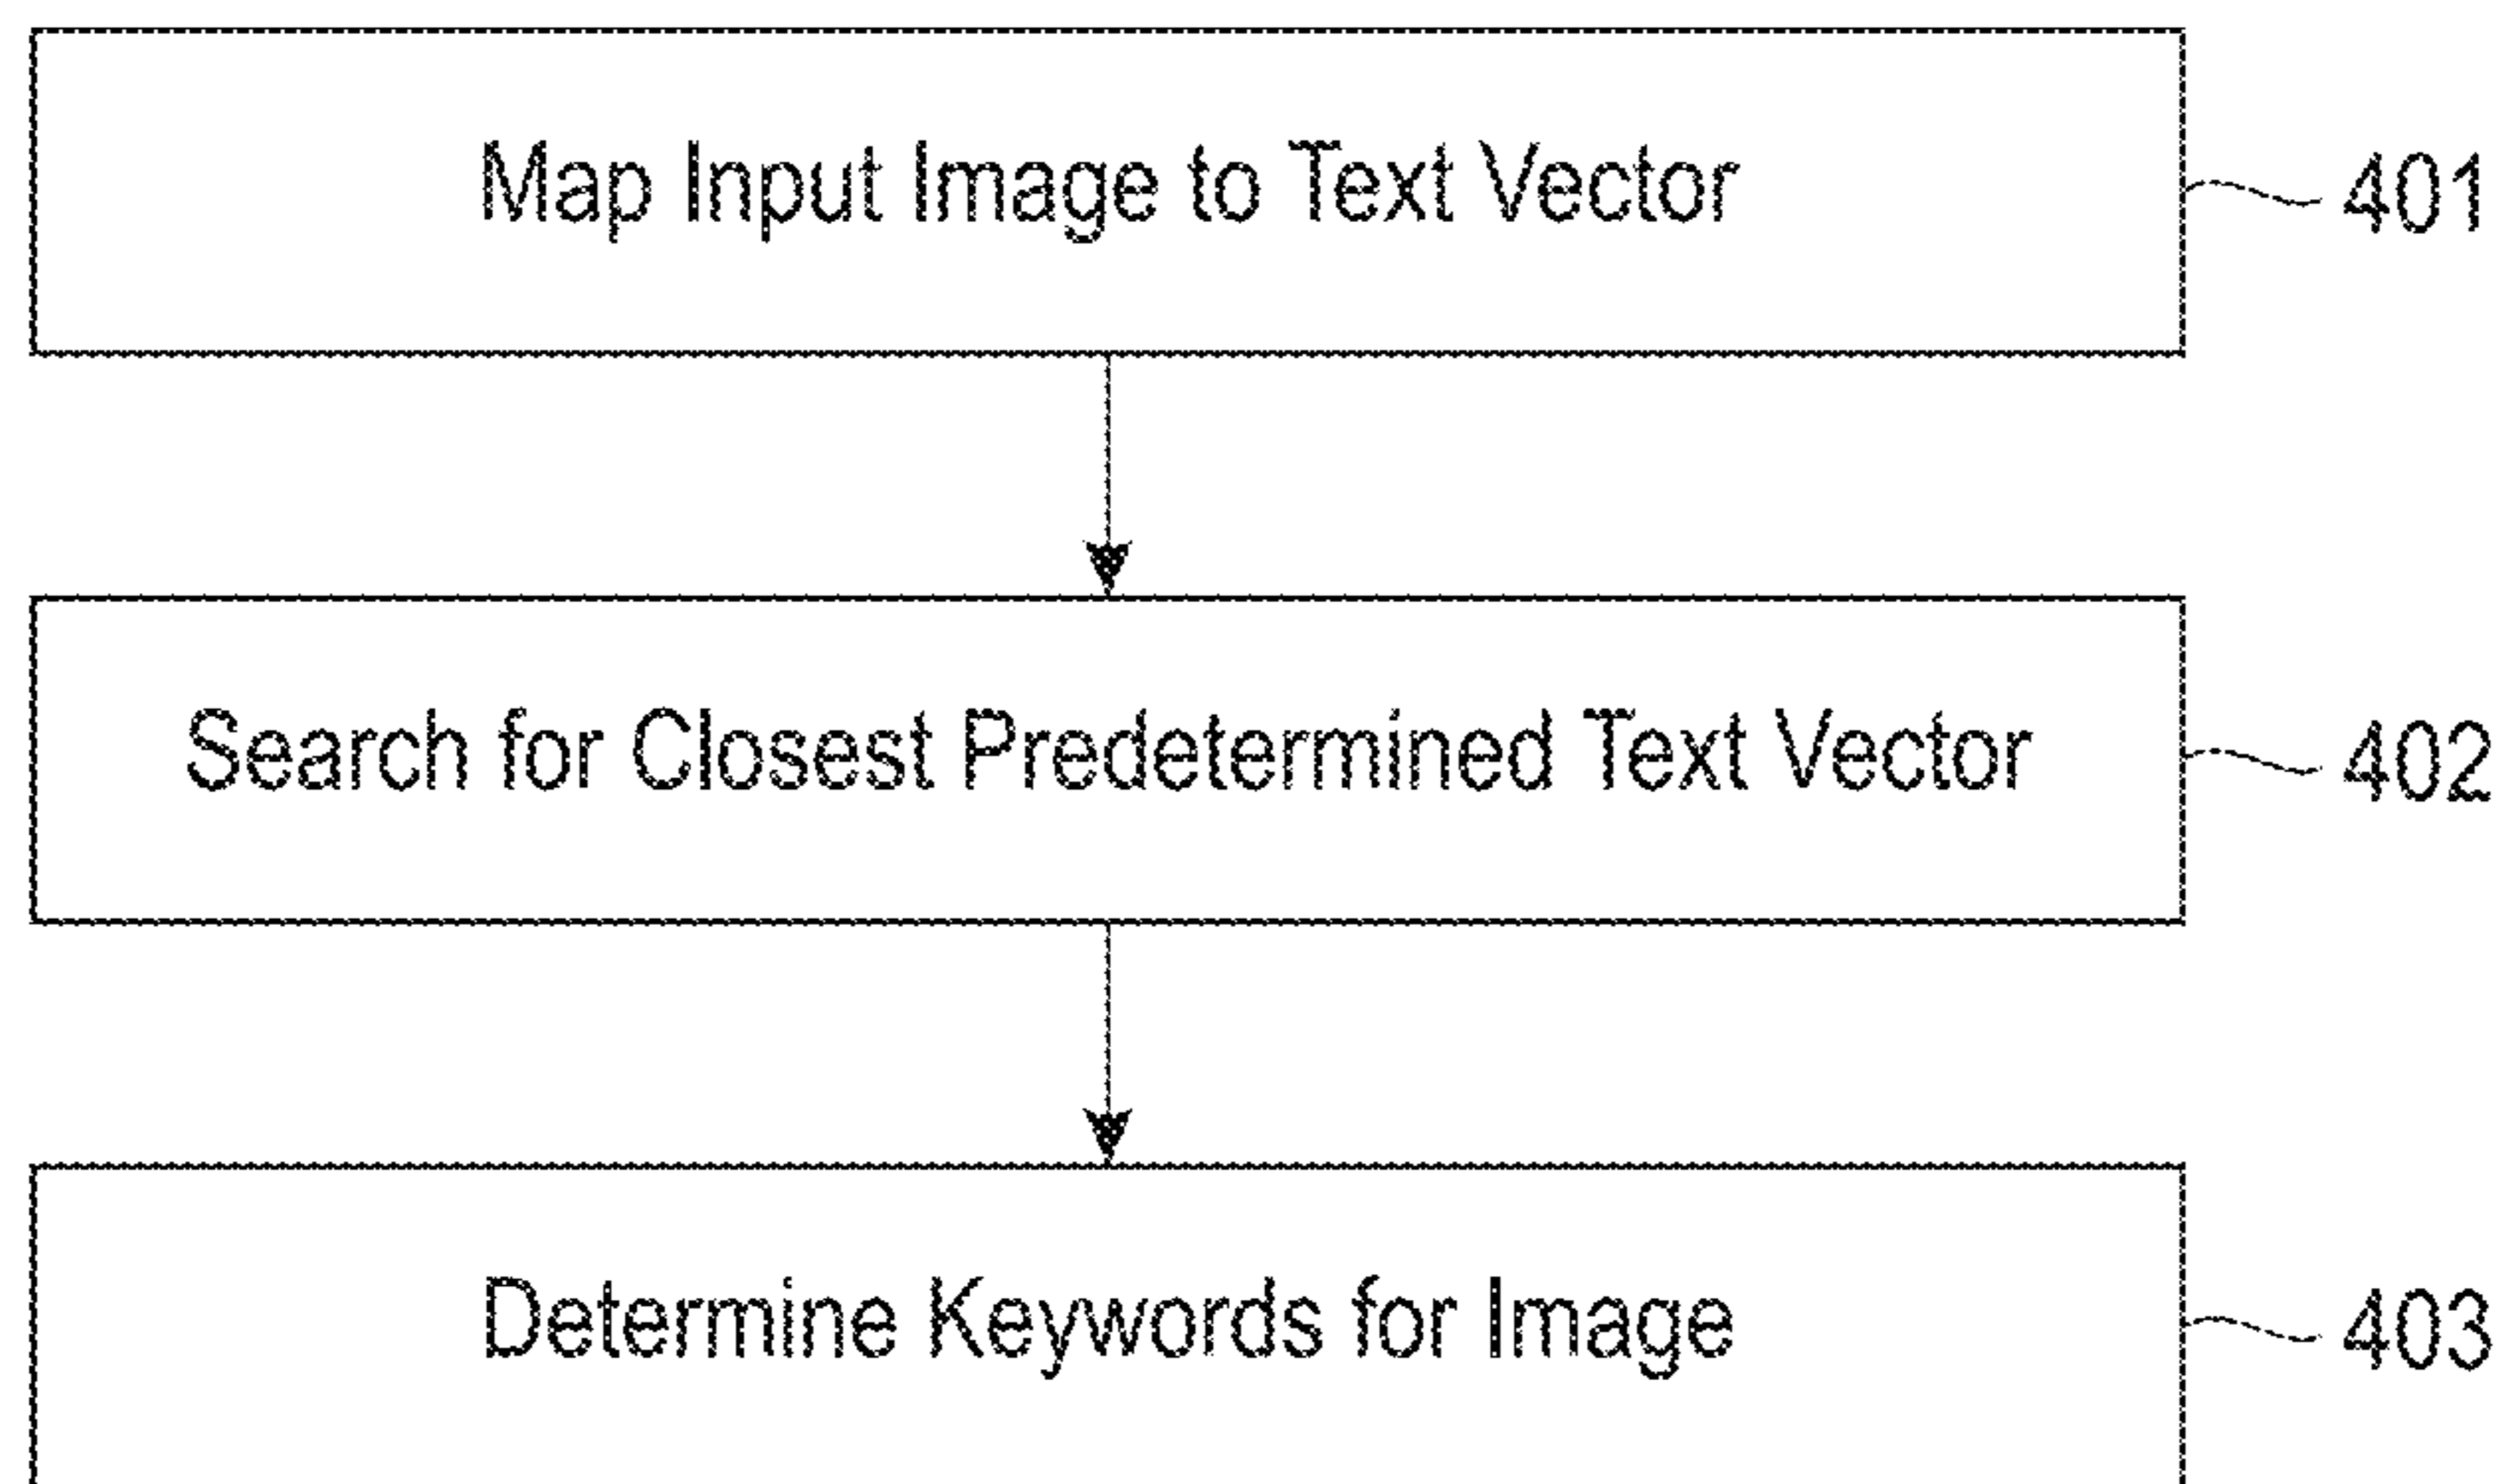 Map Input Image to Text Vector
401
Search for Closest Predetermined Text Vector
402
Determine Keywords for Image
403